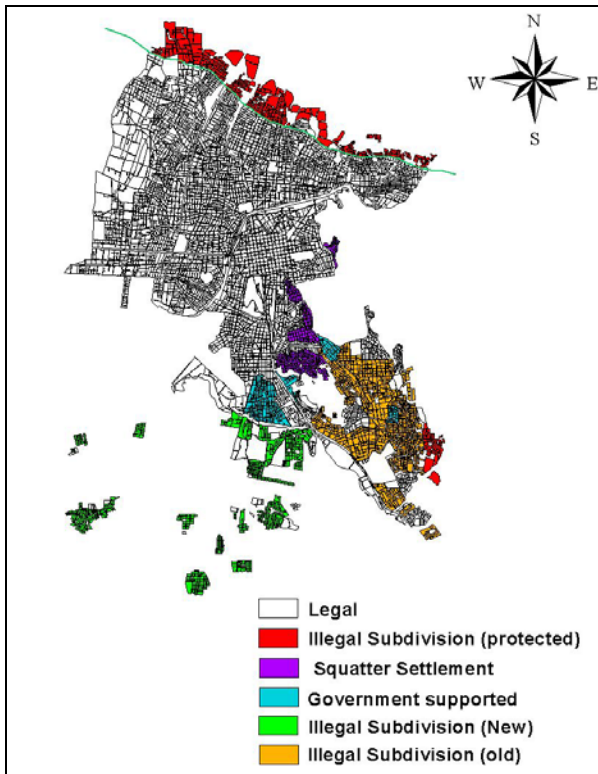 N
W E
S
Legal
Illegal Subdivision (protected)
Squatter Settlement
Government supported
Illegal Subdivision (New)
Illegal Subdivision (old)